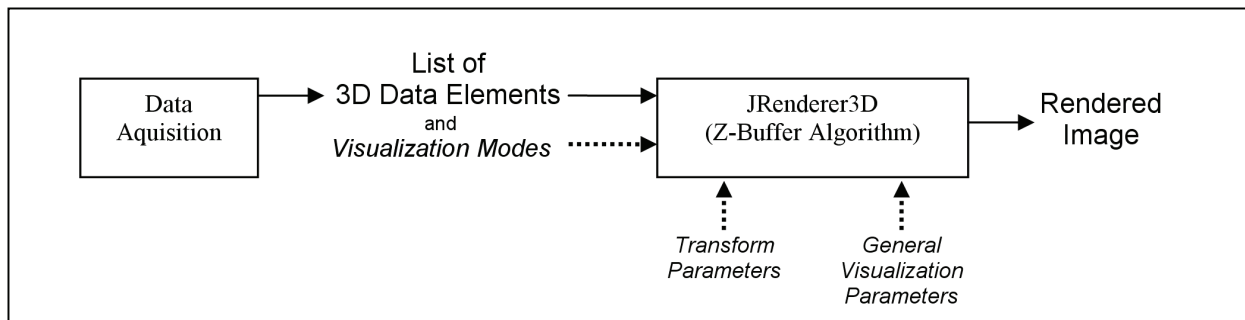 Data
Aquisition
List of
3D Data Elements
and
Visualization Modes
JRenderer3D
(Z-Buffer Algorithm)
Rendered
Image
Transform
Parameters
General
Visualization
Parameters